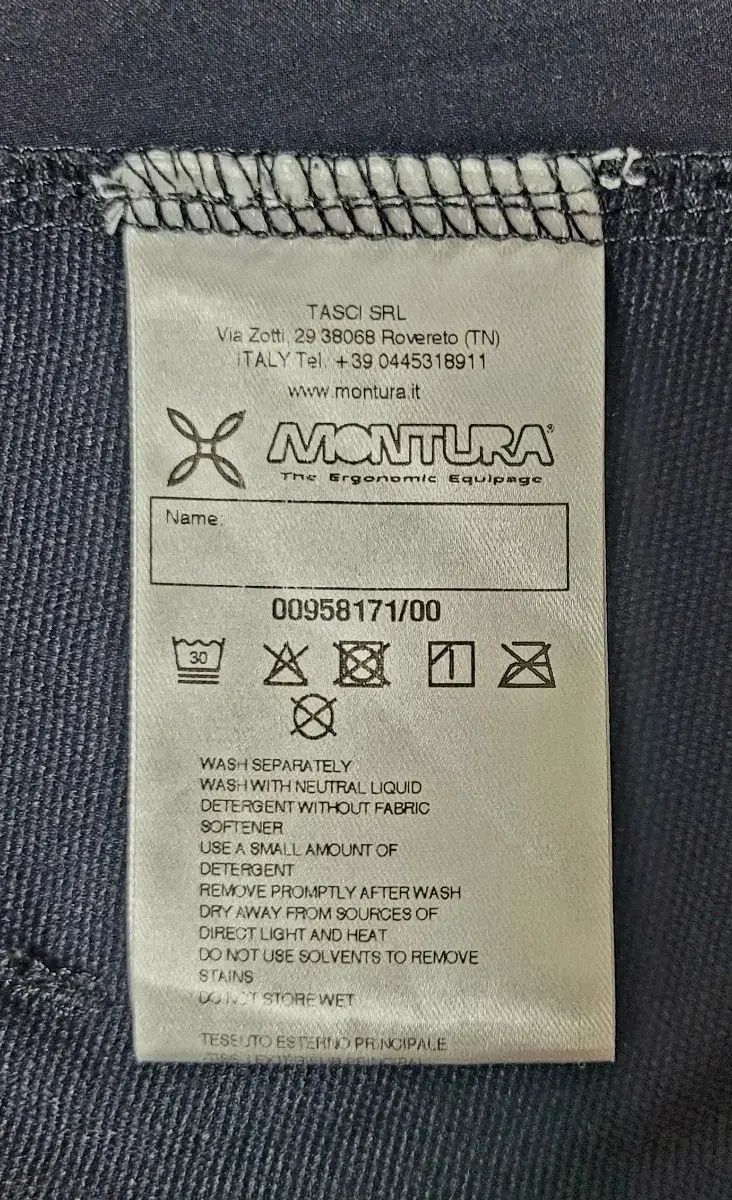 TASCI SRL
Via Zotti, 29 38068 Rovereto (TN)
ITALY Tel. +39 0445318911
www.montura.it
MONTURA®
The Ergonomic Equipage
Name:
00958171/00
30
WASH SEPARATELY
WASH WITH NEUTRAL LIQUID
DETERGENT WITHOUT FABRIC
SOFTENER
USE A SMALL AMOUNT OF
DETERGENT
REMOVE PROMPTLY AFTER WASH
DRY AWAY FROM SOURCES OF
DIRECT LIGHT AND HEAT
DO NOT USE SOLVENTS TO REMOVE
STAINS
DO NOT STORE WET
TESSUTO ESTERNO PRINCIPALE